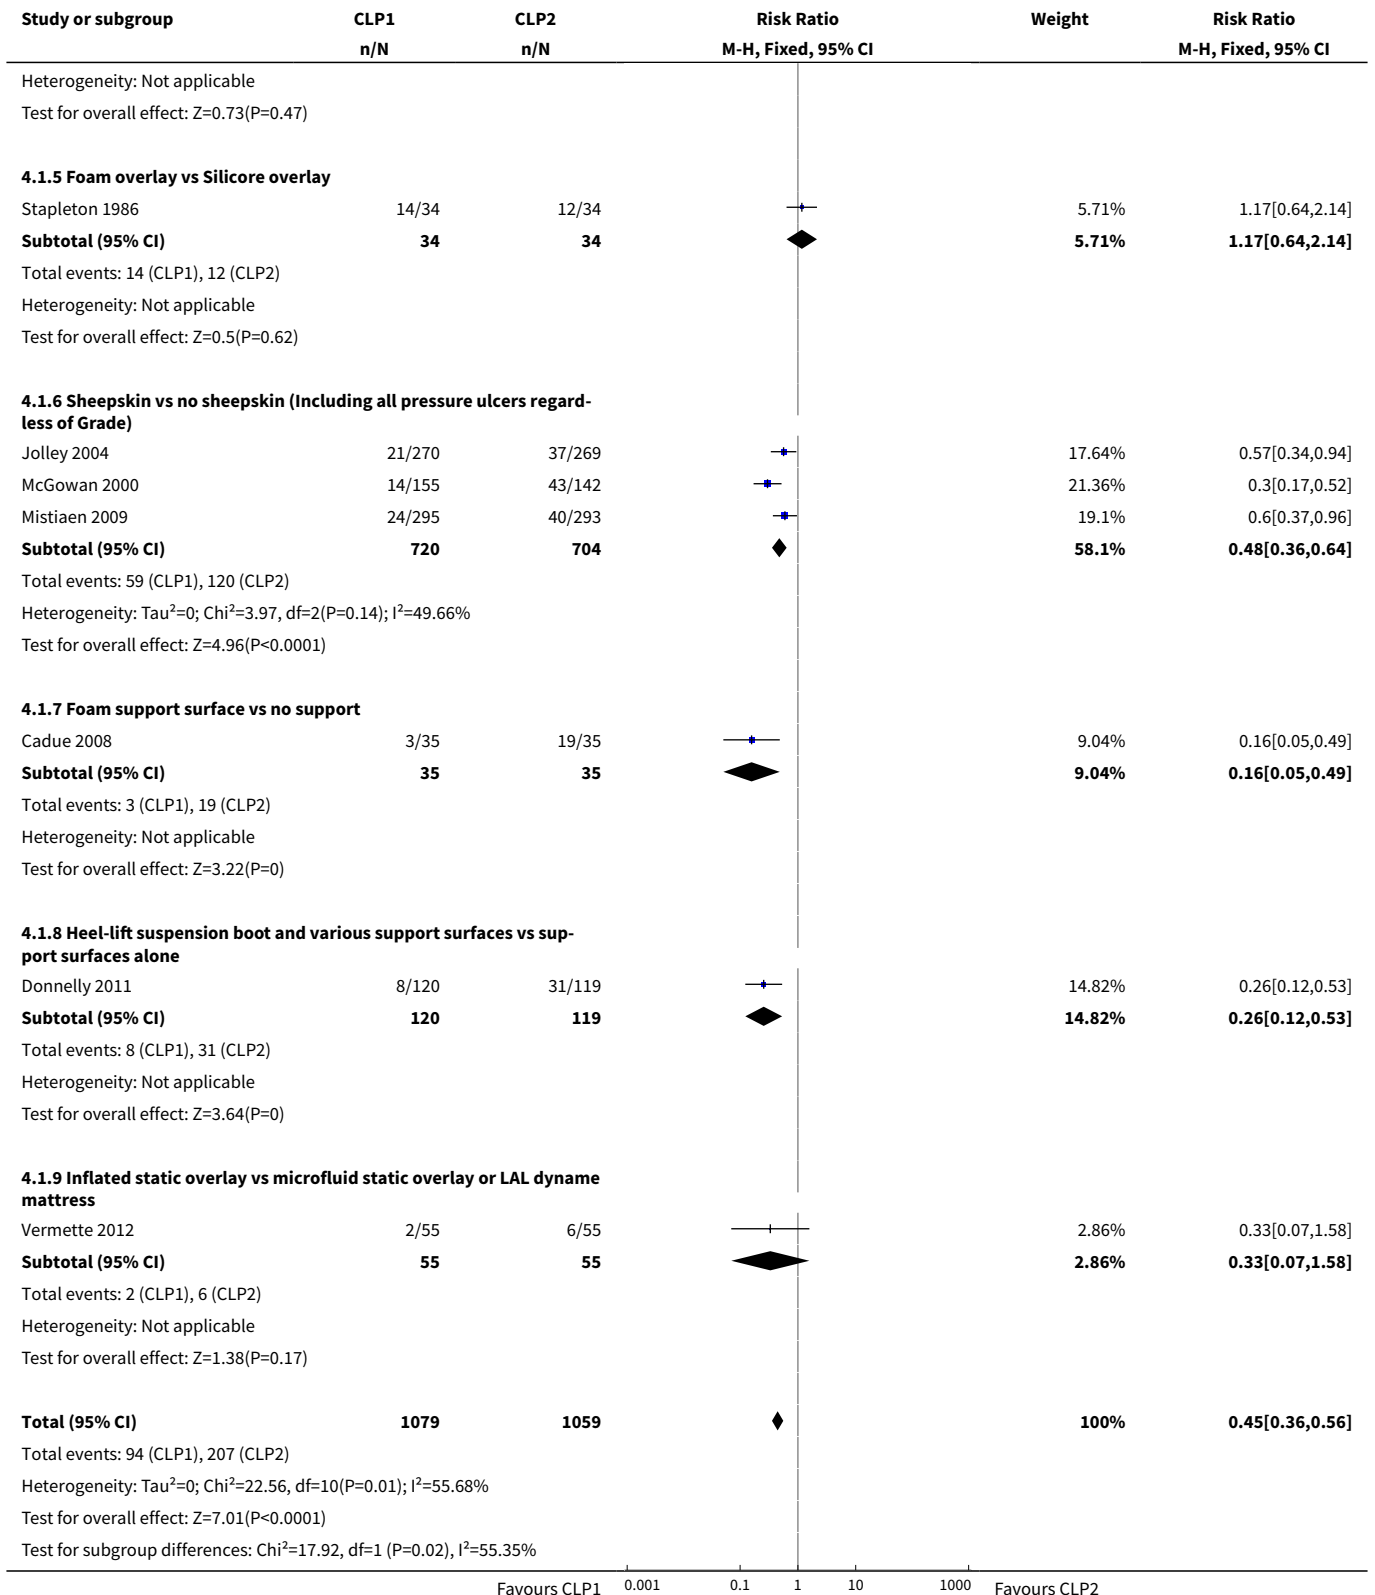 Study or subgroup CLP1 CLP2 Risk Ratio Weight Risk Ratio
n/N n/N M-H, Fixed, 95% CI M-H, Fixed, 95% CI
Heterogeneity: Not applicable
Test for overall effect: Z=0.73(P=0.47)
4.1.5 Foam overlay vs Silicore overlay
Stapleton 1986 14/34 12/34 5.71% 1.17[0.64,2.14]
Subtotal (95% CI) 34 34 5.71% 1.17[0.64,2.14]
Total events: 14 (CLP1), 12 (CLP2)
Heterogeneity: Not applicable
Test for overall effect: Z=0.5(P=0.62)
4.1.6 Sheepskin vs no sheepskin (Including all pressure ulcers regard-
less of Grade)
Jolley 2004 21/270 37/269 17.64% 0.57[0.34,0.94]
McGowan 2000 14/155 43/142 21.36% 0.3[0.17,0.52]
Mistiaen 2009 24/295 40/293 19.1% 0.6[0.37,0.96]
Subtotal (95% CI) 720 704 58.1% 0.48[0.36,0.64]
Total events: 59 (CLP1), 120 (CLP2)
Heterogeneity: Tau²=0; Chi²=3.97, df=2(P=0.14); I²=49.66%
Test for overall effect: Z=4.96(P<0.0001)
4.1.7 Foam support surface vs no support
Cadue 2008 3/35 19/35 9.04% 0.16[0.05,0.49]
Subtotal (95% CI) 35 35 9.04% 0.16[0.05,0.49]
Total events: 3 (CLP1), 19 (CLP2)
Heterogeneity: Not applicable
Test for overall effect: Z=3.22(P=0)
4.1.8 Heel-lift suspension boot and various support surfaces vs sup-
port surfaces alone
Donnelly 2011 8/120 31/119 14.82% 0.26[0.12,0.53]
Subtotal (95% CI) 120 119 14.82% 0.26[0.12,0.53]
Total events: 8 (CLP1), 31 (CLP2)
Heterogeneity: Not applicable
Test for overall effect: Z=3.64(P=0)
4.1.9 Inflated static overlay vs microfluid static overlay or LAL dyname
mattress
Vermette 2012 2/55 6/55 2.86% 0.33[0.07,1.58]
Subtotal (95% CI) 55 55 2.86% 0.33[0.07,1.58]
Total events: 2 (CLP1), 6 (CLP2)
Heterogeneity: Not applicable
Test for overall effect: Z=1.38(P=0.17)
Total (95% CI) 1079 1059 100% 0.45[0.36,0.56]
Total events: 94 (CLP1), 207 (CLP2)
Heterogeneity: Tau²=0; Chi²=22.56, df=10(P=0.01); I²=55.68%
Test for overall effect: Z=7.01(P<0.0001)
Test for subgroup differences: Chi²=17.92, df=1 (P=0.02), I²=55.35%
Favours CLP1 0.001 0.1 1 10 1000 Favours CLP2